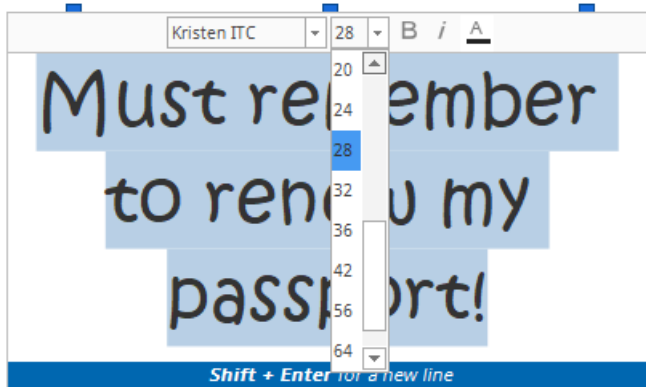 Kristen ITC 28 B i A
20
24
28
32
36
42
56
64
Must remember
to renew my
passport!
Shift + Enter for a new line